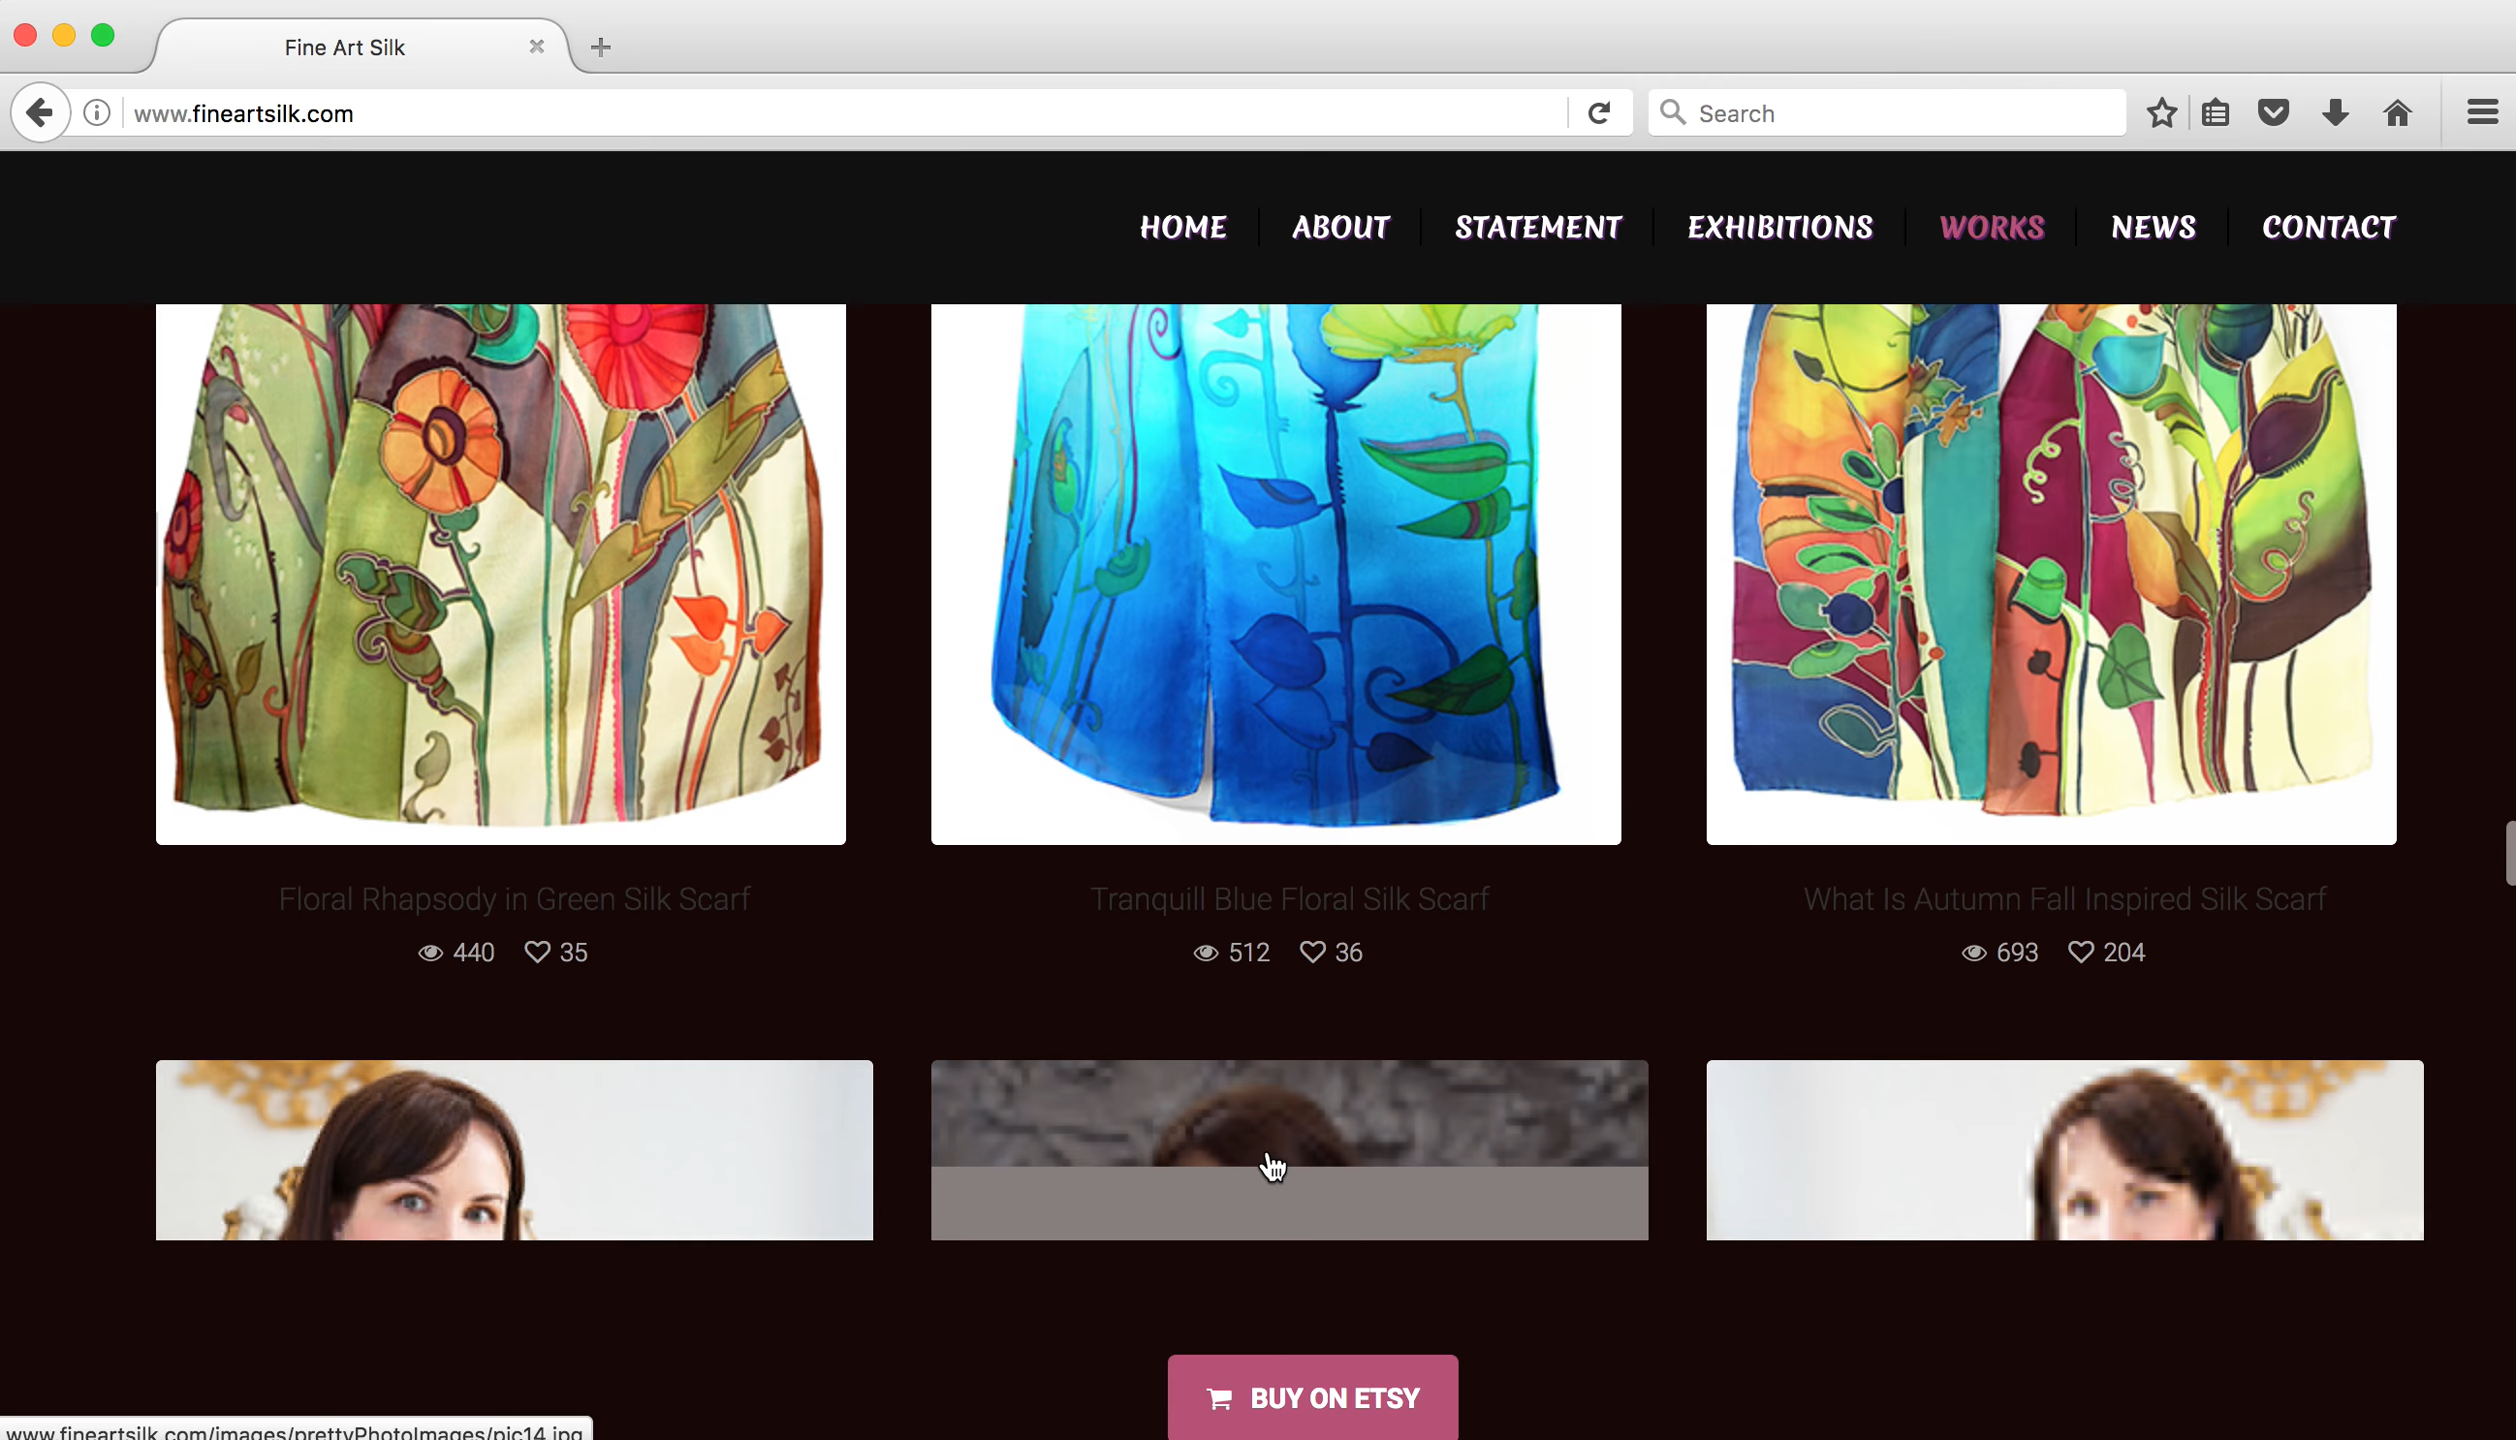 Fine Art Silk
www.fineartsilk.com
Search
HOME ABOUT STATEMENT EXHIBITIONS WORKS NEWS CONTACT
Floral Rhapsody in Green Silk Scarf
440 35
Tranquill Blue Floral Silk Scarf
512 36
What Is Autumn Fall Inspired Silk Scarf
693 204
BUY ON ETSY
www.fineartsilk.com/images/prettyPhotoImages/pic14.jpg